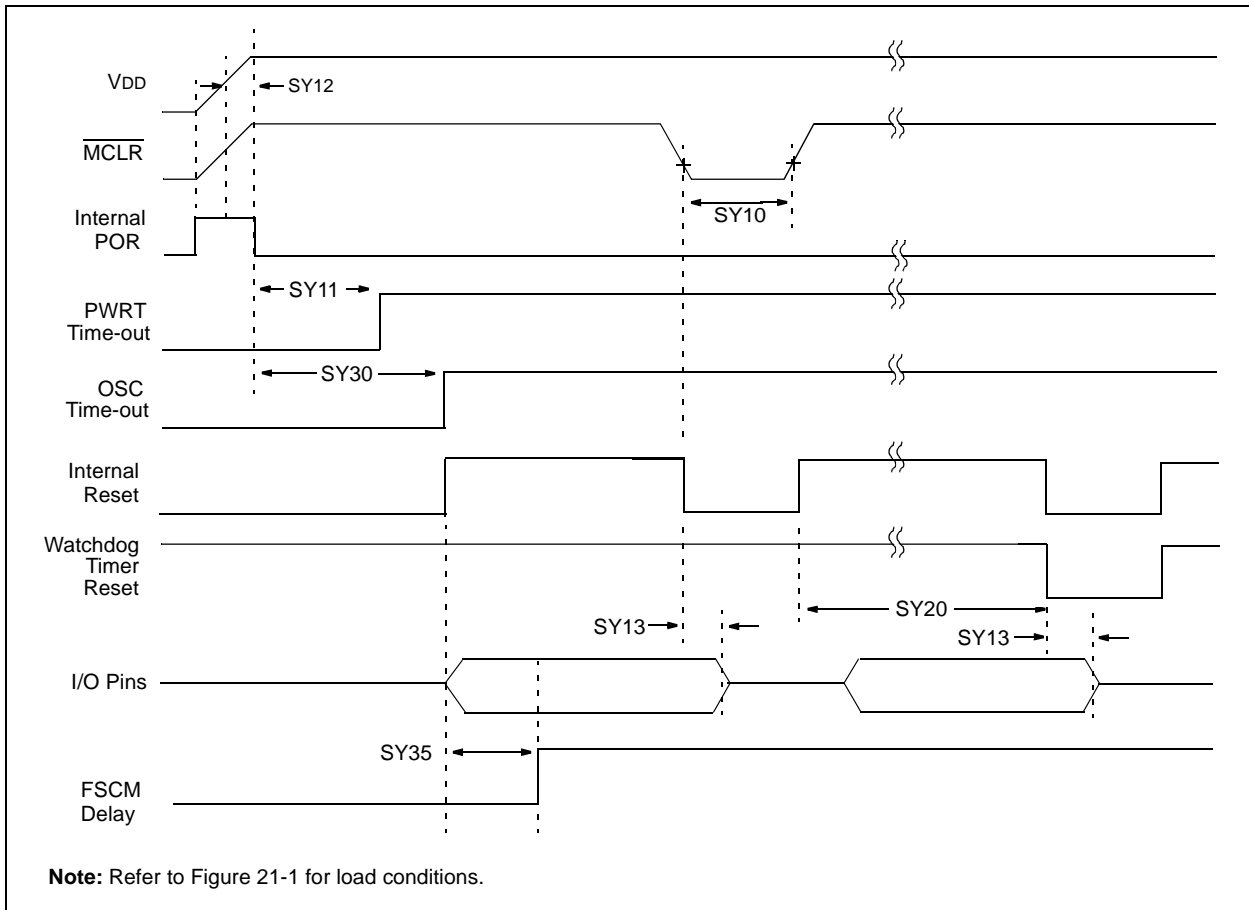 VDD
SY12
MCLR
SY10
Internal
POR
SY11
PWRT
Time-out
SY30
OSC
Time-out
Internal
Reset
Watchdog
Timer
Reset
SY20
SY13
SY13
I/O Pins
SY35
FSCM
Delay
Note: Refer to Figure 21-1 for load conditions.